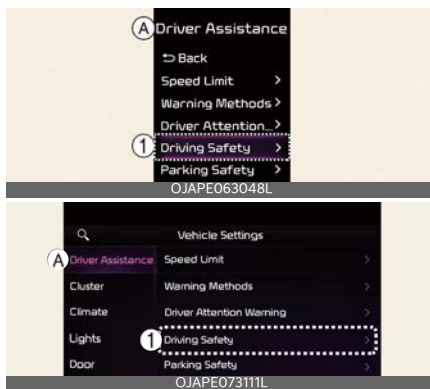 A Driver Assistance
Back
Speed Limit >
Warning Methods >
Driver Attention... >
1 Driving Safety >
Parking Safety >
OJAPE063048L
Vehicle Settings
A Driver Assistance Speed Limit >
Cluster Warning Methods >
Climate Driver Attention Warning >
Lights 1 Driving Safety >
Door Parking Safety >
OJAPE073111L